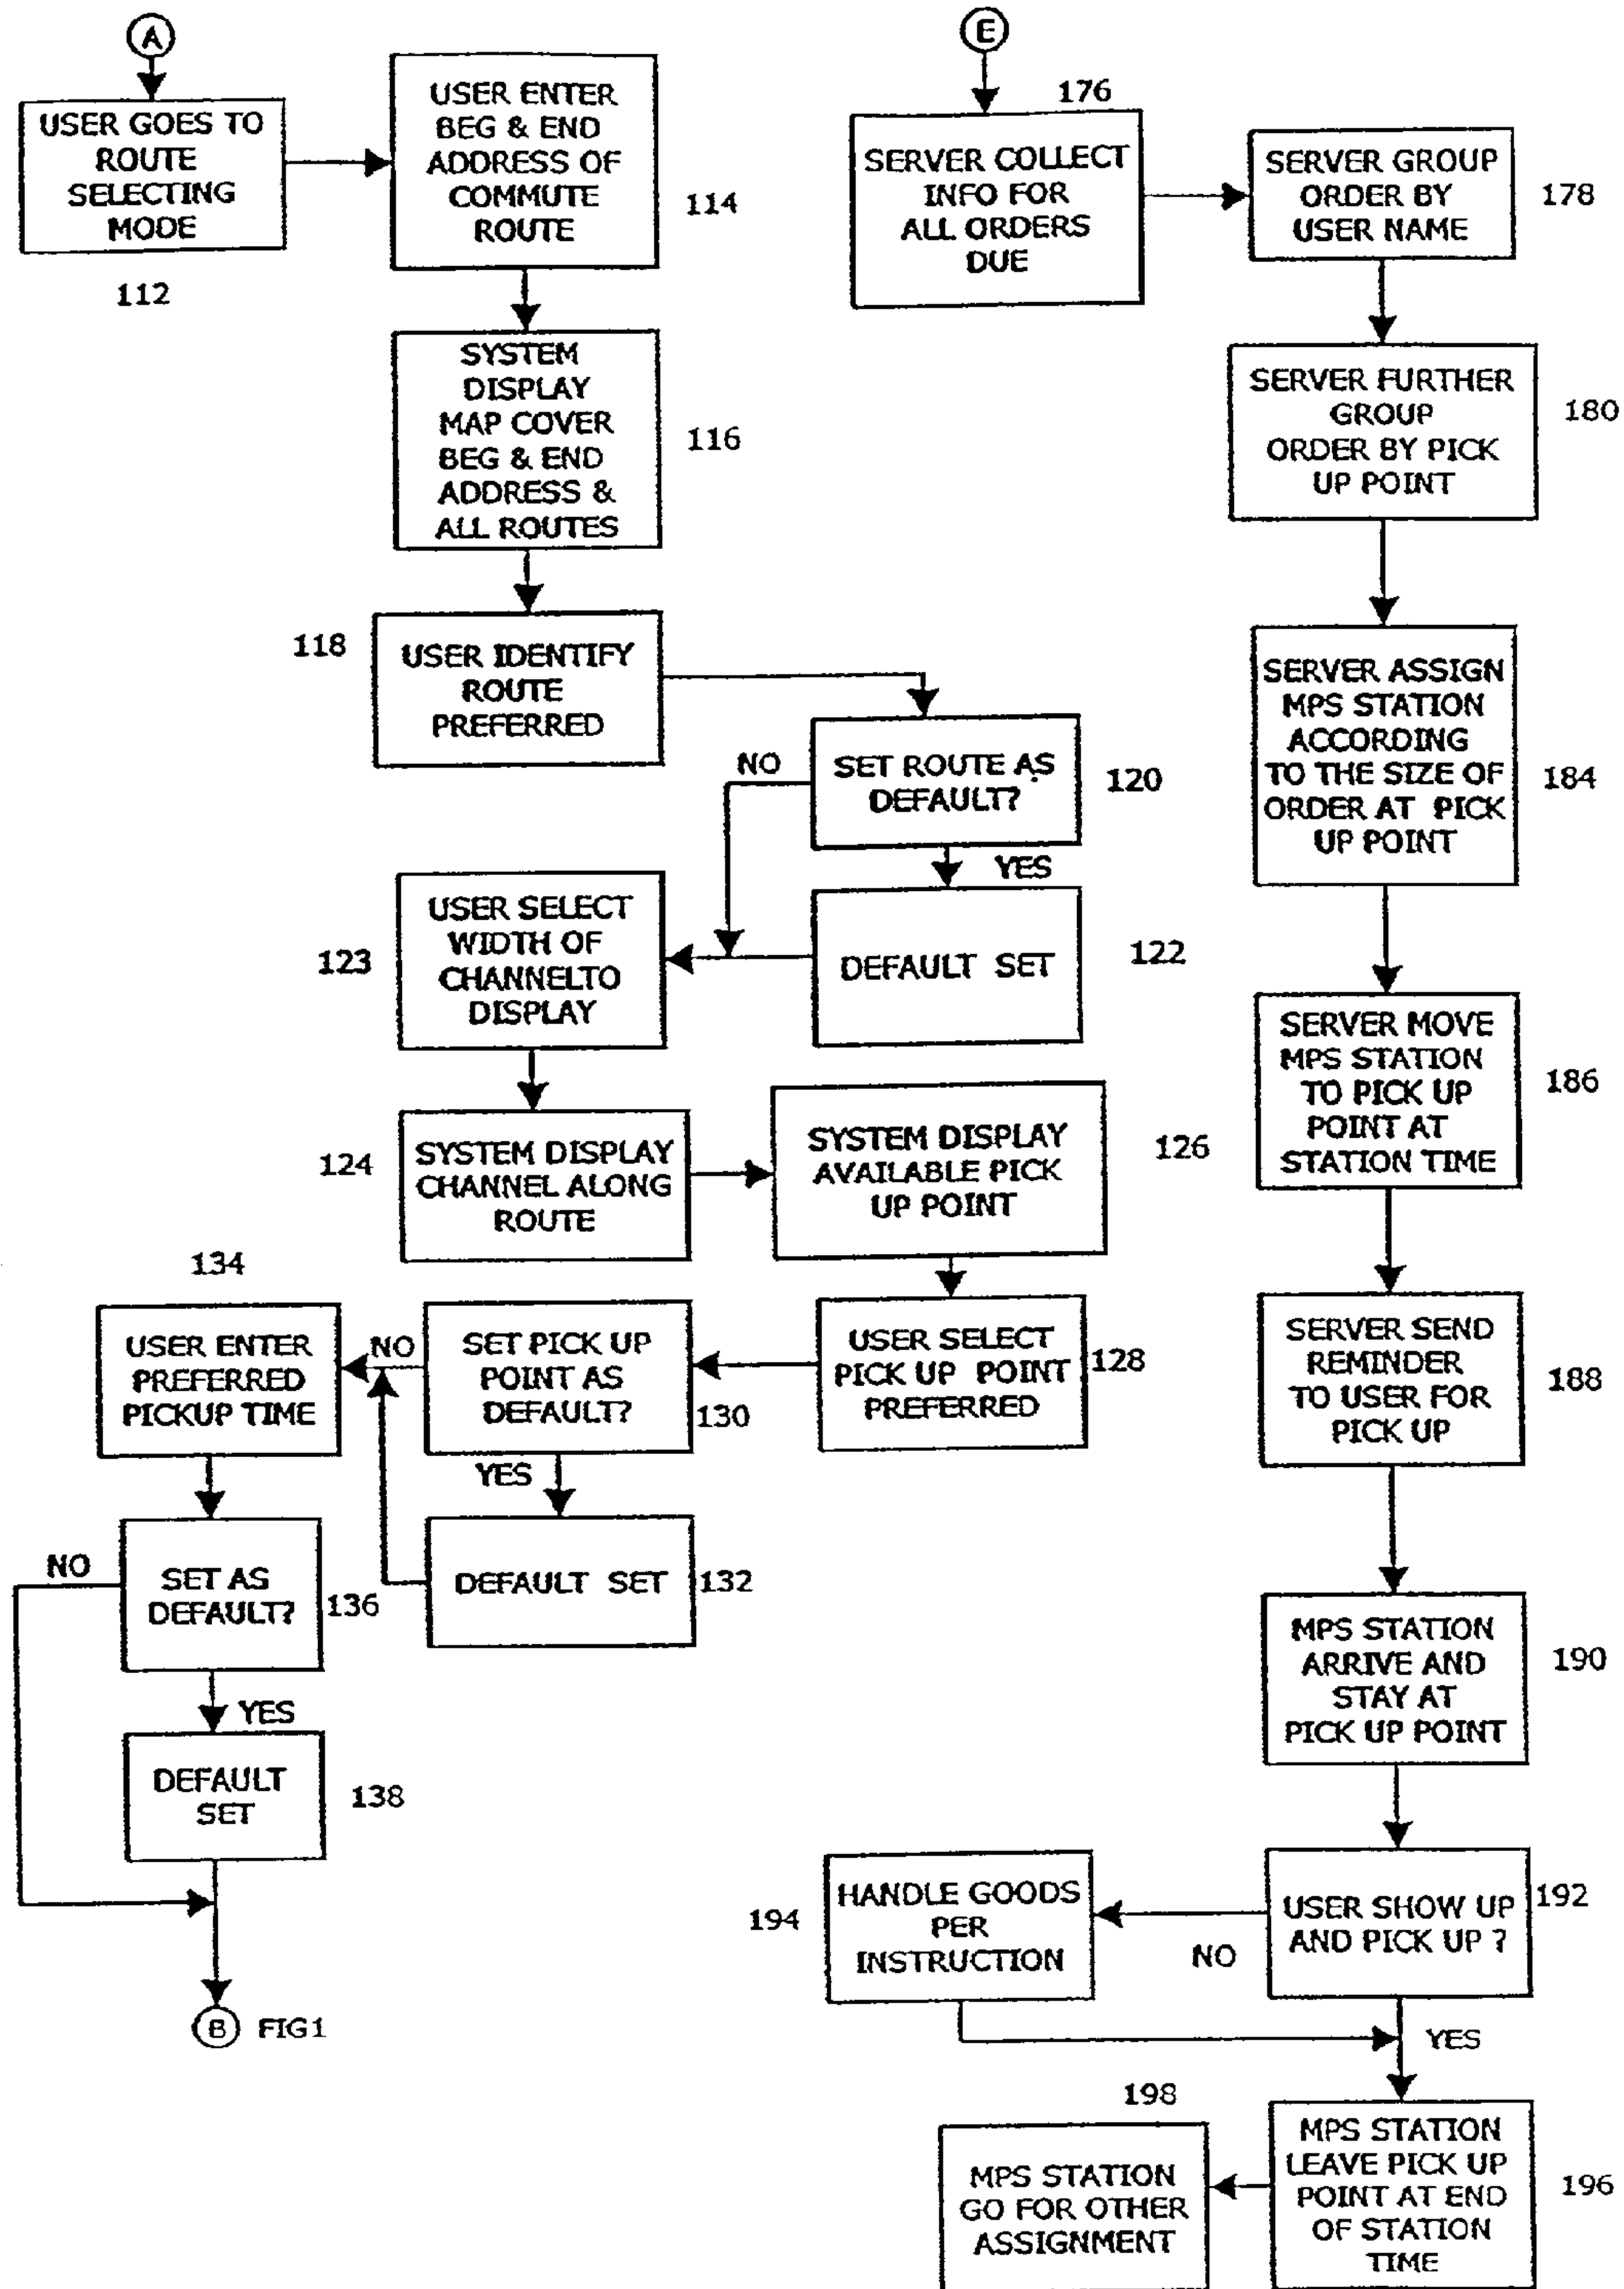 A
USER GOES TO
ROUTE
SELECTING
MODE
112
USER ENTER
BEG & END
ADDRESS OF
COMMUTE
ROUTE
114
SYSTEM
DISPLAY
MAP COVER
BEG & END
ADDRESS &
ALL ROUTES
116
118
USER IDENTIFY
ROUTE
PREFERRED
SET ROUTE AS
DEFAULT?
120
NO
YES
DEFAULT SET
122
123
USER SELECT
WIDTH OF
CHANNELTO
DISPLAY
124
SYSTEM DISPLAY
CHANNEL ALONG
ROUTE
SYSTEM DISPLAY
AVAILABLE PICK
UP POINT
126
USER SELECT
PICK UP POINT
PREFERRED
128
SET PICK UP
POINT AS
DEFAULT?
130
NO
YES
DEFAULT SET
132
134
USER ENTER
PREFERRED
PICKUP TIME
SET AS
DEFAULT?
136
NO
YES
DEFAULT
SET
138
B FIG1
E
176
SERVER COLLECT
INFO FOR
ALL ORDERS
DUE
SERVER GROUP
ORDER BY
USER NAME
178
SERVER FURTHER
GROUP
ORDER BY PICK
UP POINT
180
SERVER ASSIGN
MPS STATION
ACCORDING
TO THE SIZE OF
ORDER AT PICK
UP POINT
184
SERVER MOVE
MPS STATION
TO PICK UP
POINT AT
STATION TIME
186
SERVER SEND
REMINDER
TO USER FOR
PICK UP
188
MPS STATION
ARRIVE AND
STAY AT
PICK UP POINT
190
USER SHOW UP
AND PICK UP ?
192
NO
YES
194
HANDLE GOODS
PER
INSTRUCTION
MPS STATION
LEAVE PICK UP
POINT AT END
OF STATION
TIME
196
198
MPS STATION
GO FOR OTHER
ASSIGNMENT